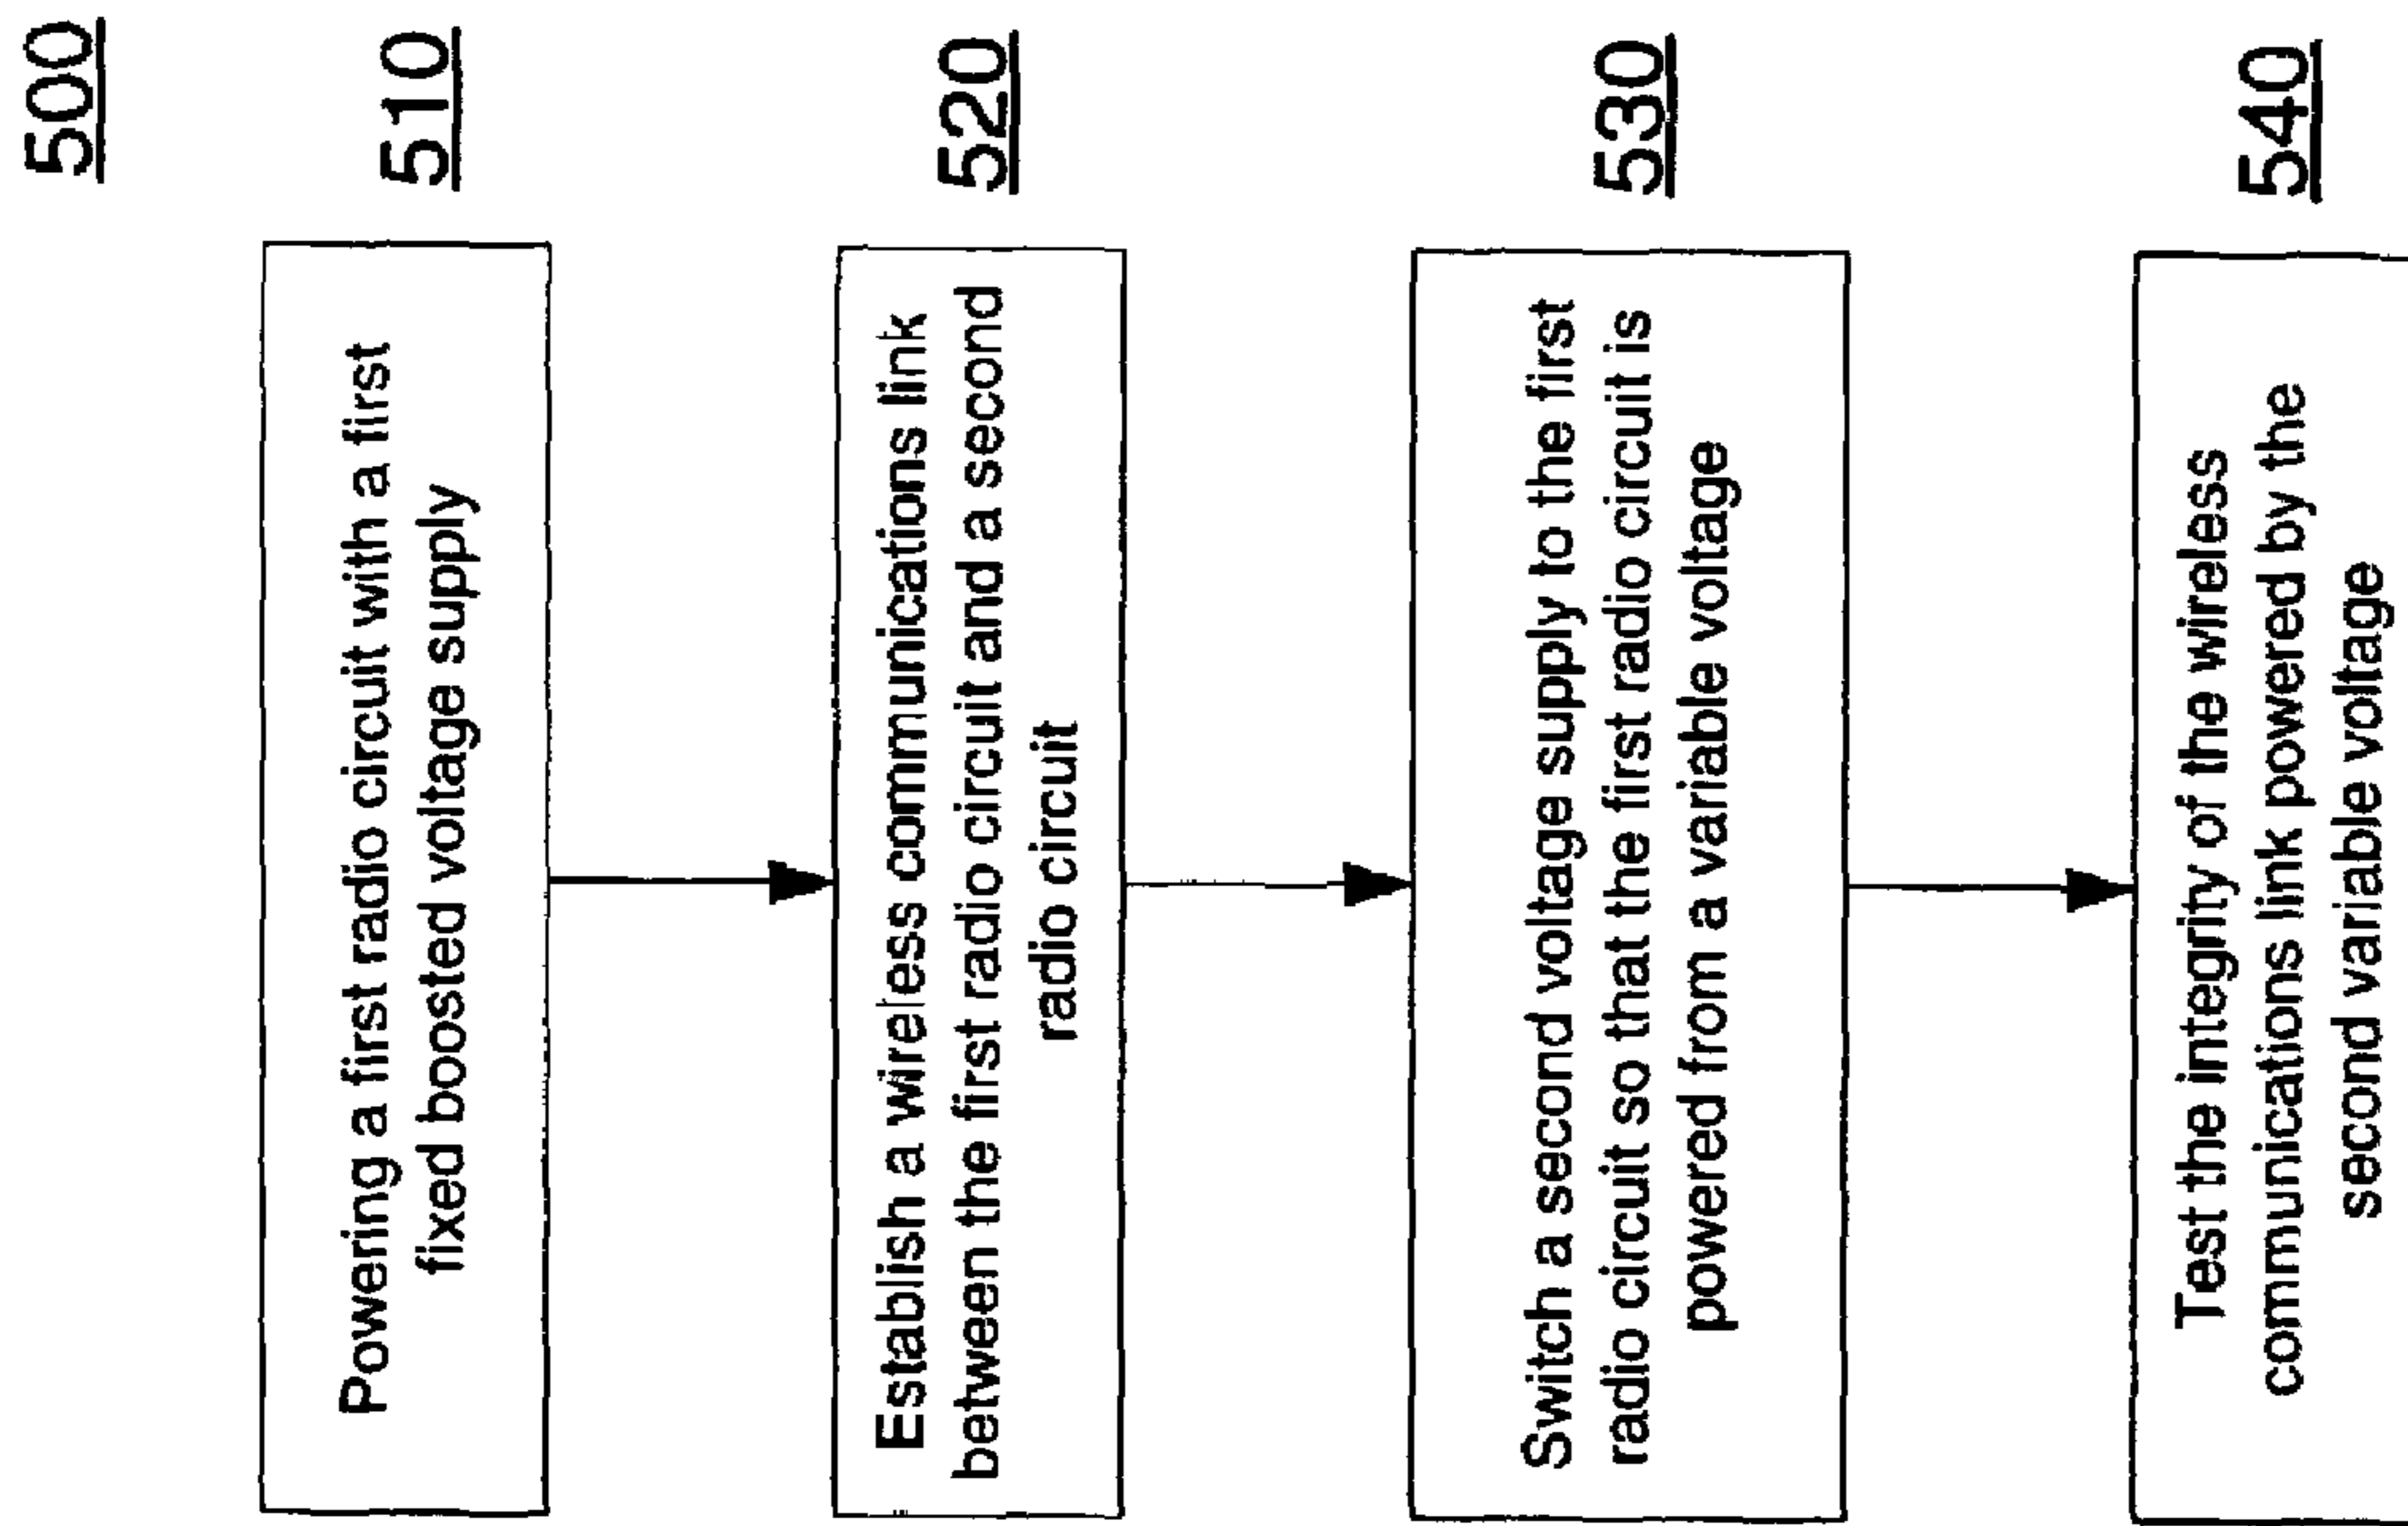 500
Powering a first radio circuit with a first
fixed boosted voltage supply
510
Establish a wireless communications link
between the first radio circuit and a second
radio circuit
520
Switch a second voltage supply to the first
radio circuit so that the first radio circuit is
powered from a variable voltage
530
Test the integrity of the wireless
communications link powered by the
second variable voltage
540